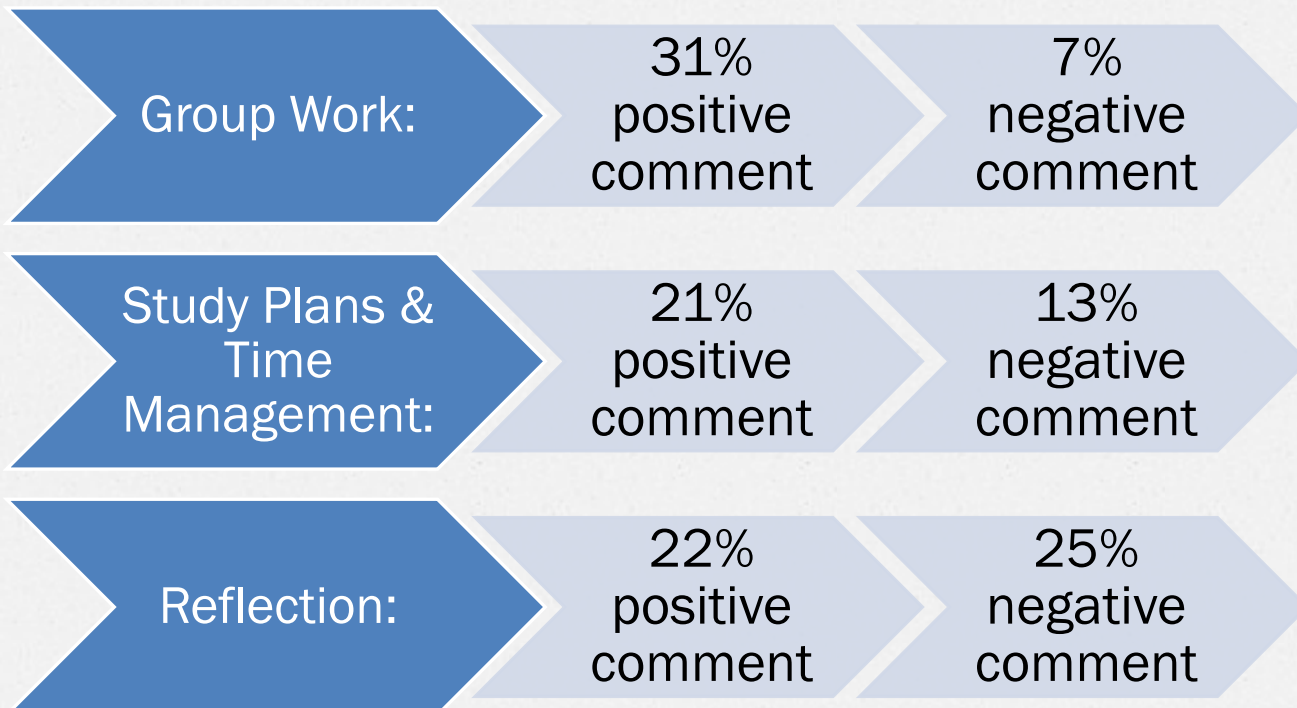 Group Work:
31%
positive
comment
7%
negative
comment
Study Plans &
Time
Management:
21%
positive
comment
13%
negative
comment
Reflection:
22%
positive
comment
25%
negative
comment